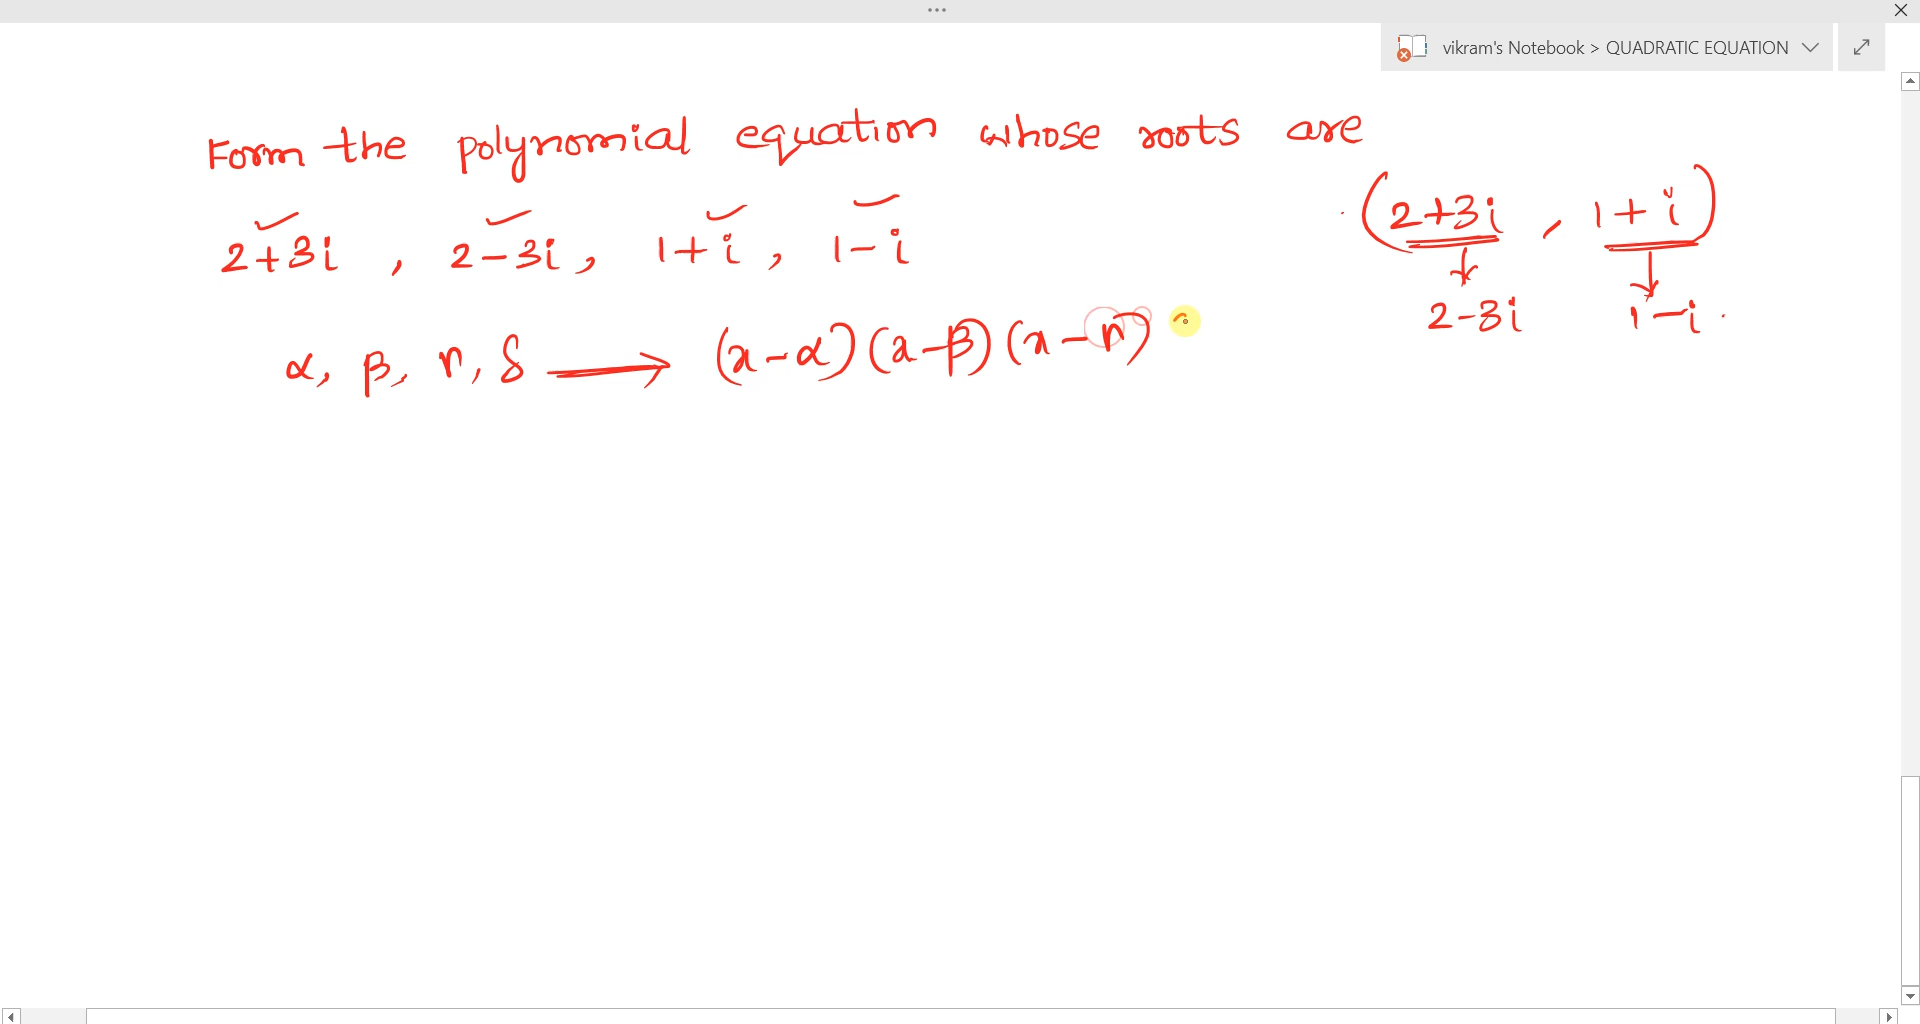 vikram's Notebook > QUADRATIC EQUATION
Form the polynomial equation whose roots are
2+3i , 2-3i, 1+i, 1-i
(2+3i, 1+i)
2-3i 1-i.
α, β, γ, δ ⟶ (x-α)(x-β)(x-γ)